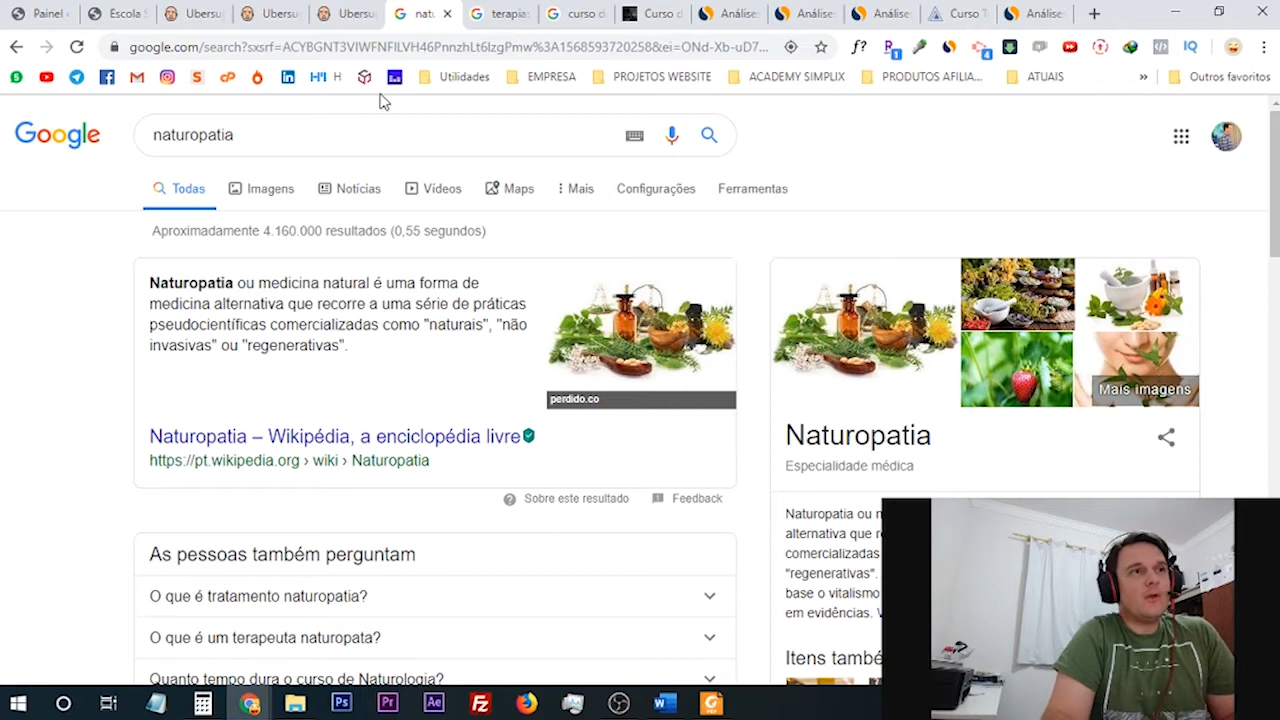 Painel
Escola S
Ubersu
Ubersu
Ubersu
natu
terapias
curso d
Curso d
Análise
Análise
Análise
Curso T
Análise
google.com/search?sxsrf=ACYBGNT3VIWFNFILVH46PnnzhLt6IzgPmw%3A1568593720258&ei=ONd-Xb-uD7...
Utilidades
EMPRESA
PROJETOS WEBSITE
ACADEMY SIMPLIX
PRODUTOS AFILIA...
ATUAIS
»
Outros favoritos
Google
naturopatia
Todas
Imagens
Notícias
Vídeos
Maps
Mais
Configurações
Ferramentas
Aproximadamente 4.160.000 resultados (0,55 segundos)
Naturopatia ou medicina natural é uma forma de
medicina alternativa que recorre a uma série de práticas
pseudocientíficas comercializadas como "naturais", "não
invasivas" ou "regenerativas".
perdido.co
Naturopatia – Wikipédia, a enciclopédia livre
https://pt.wikipedia.org › wiki › Naturopatia
Sobre este resultado
Feedback
As pessoas também perguntam
O que é tratamento naturopatia?
O que é um terapeuta naturopata?
Quanto tempo dura o curso de Naturologia?
Mais imagens
Naturopatia
Especialidade médica
Naturopatia ou m
alternativa que r
comercializadas
"regenerativas".
base o vitalismo
em evidências. V
Itens també